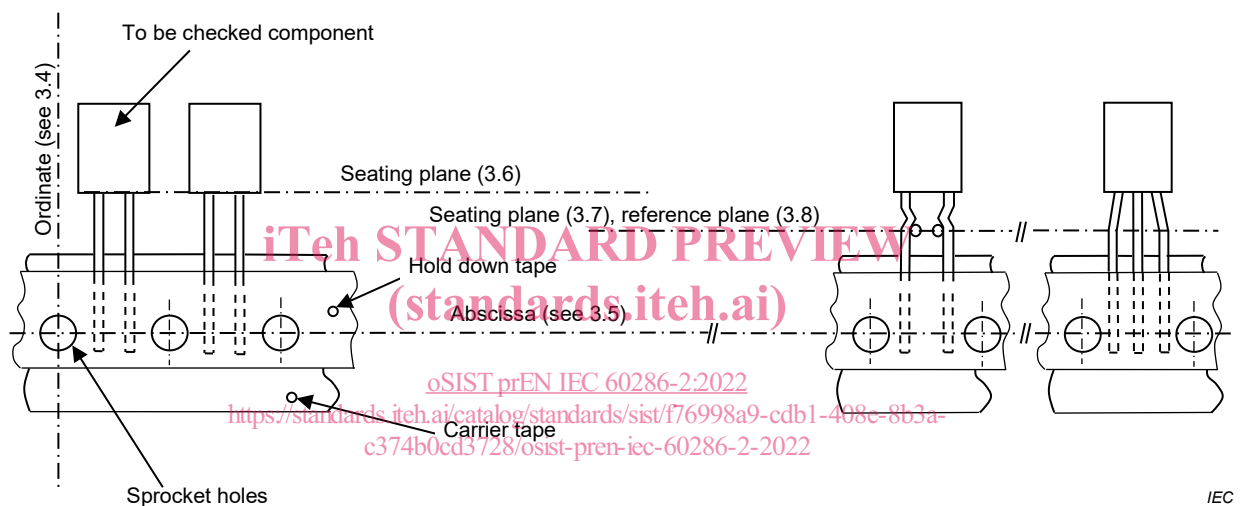 To be checked component
Ordinate (see 3.4)
Seating plane (3.6)
Seating plane (3.7), reference plane (3.8)
iTeh STANDARD PREVIEW
Hold down tape
(standards.iteh.ai)
Abscissa (see 3.5)
oSIST prEN IEC 60286-2:2022
https://standards.iteh.ai/catalog/standards/sist/f76998a9-cdb1-408e-8b3a-
Carrier tape
c374b0cd3728/osist-pren-iec-60286-2-2022
Sprocket holes
IEC